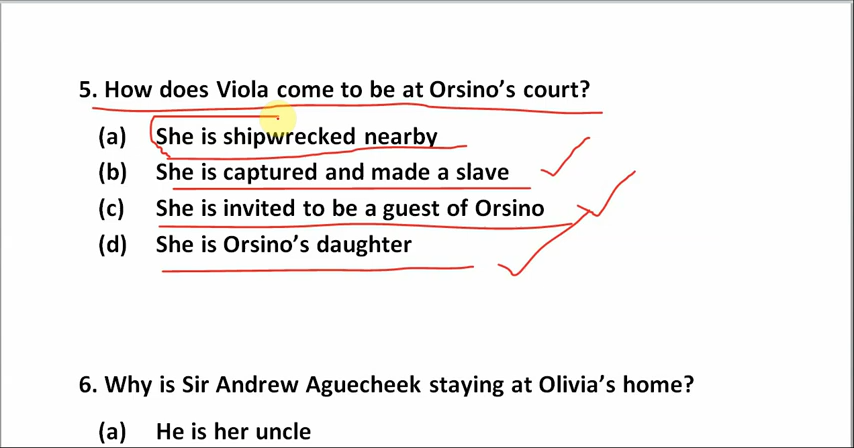 5. How does Viola come to be at Orsino’s court?
(a) She is shipwrecked nearby
(b) She is captured and made a slave
(c) She is invited to be a guest of Orsino
(d) She is Orsino’s daughter
6. Why is Sir Andrew Aguecheek staying at Olivia’s home?
(a) He is her uncle